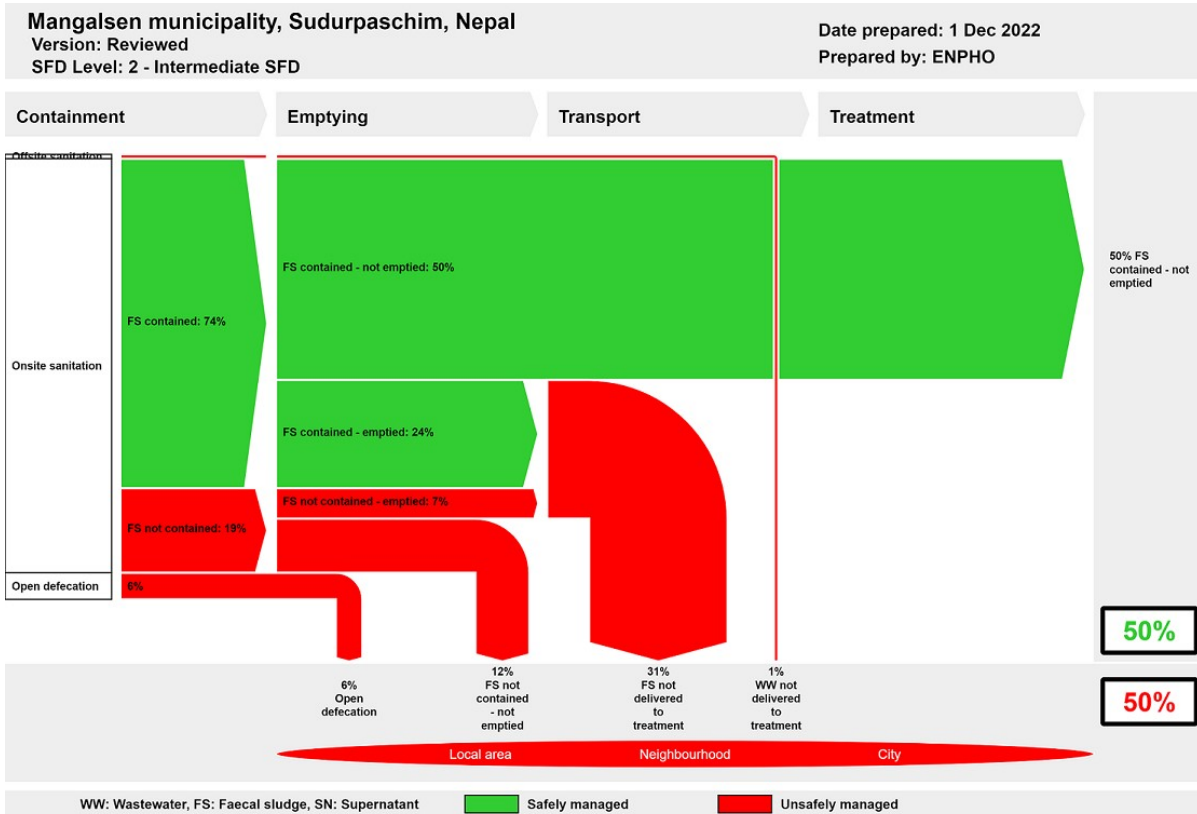 Mangalsen municipality, Sudurpaschim, Nepal
Version: Reviewed
SFD Level: 2 - Intermediate SFD
Date prepared: 1 Dec 2022
Prepared by: ENPHO
Containment
Emptying
Transport
Treatment
Offsite sanitation
FS contained - not emptied: 50%
50% FS
contained - not
emptied
FS contained: 74%
Onsite sanitation
FS contained - emptied: 24%
FS not contained - emptied: 7%
FS not contained: 19%
Open defecation
6%
50%
6%
Open
defecation
12%
FS not
contained
- not
emptied
31%
FS not
delivered
to
treatment
1%
WW not
delivered
to
treatment
50%
Local area
Neighbourhood
City
WW: Wastewater, FS: Faecal sludge, SN: Supernatant
Safely managed
Unsafely managed